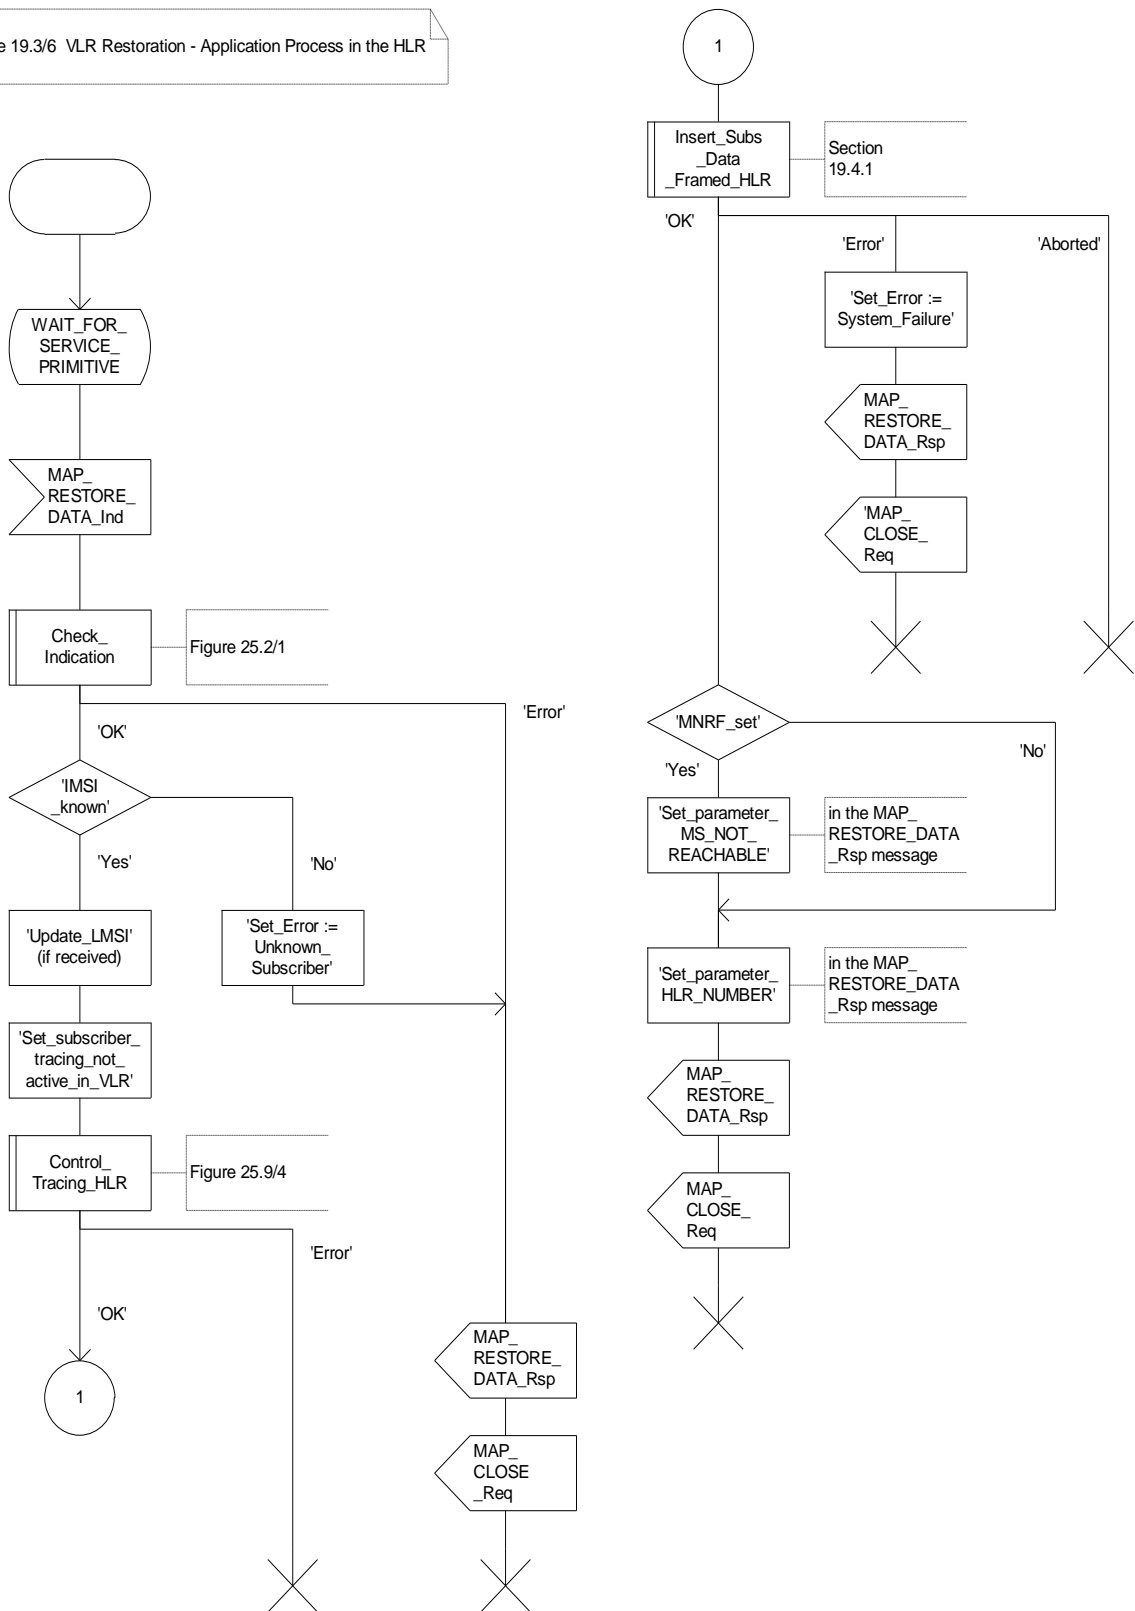 e 19.3/6 VLR Restoration - Application Process in the HLR
WAIT_FOR_
SERVICE_
PRIMITIVE
MAP_
RESTORE_
DATA_Ind
Check_
Indication
Figure 25.2/1
'Error'
'OK'
'IMSI
_known'
'Yes'
'No'
'Update_LMSI'
(if received)
'Set_Error :=
Unknown_
Subscriber'
'Set_subscriber_
tracing_not_
active_in_VLR'
Control_
Tracing_HLR
Figure 25.9/4
'Error'
'OK'
1
MAP_
RESTORE_
DATA_Rsp
MAP_
CLOSE
_Req
1
Insert_Subs
_Data
_Framed_HLR
Section
19.4.1
'OK'
'Error'
'Aborted'
'Set_Error :=
System_Failure'
MAP_
RESTORE_
DATA_Rsp
'MAP_
CLOSE_
Req
'MNRF_set'
'No'
'Yes'
'Set_parameter_
MS_NOT_
REACHABLE'
in the MAP_
RESTORE_DATA
_Rsp message
'Set_parameter_
HLR_NUMBER'
in the MAP_
RESTORE_DATA
_Rsp message
MAP_
RESTORE_
DATA_Rsp
MAP_
CLOSE_
Req